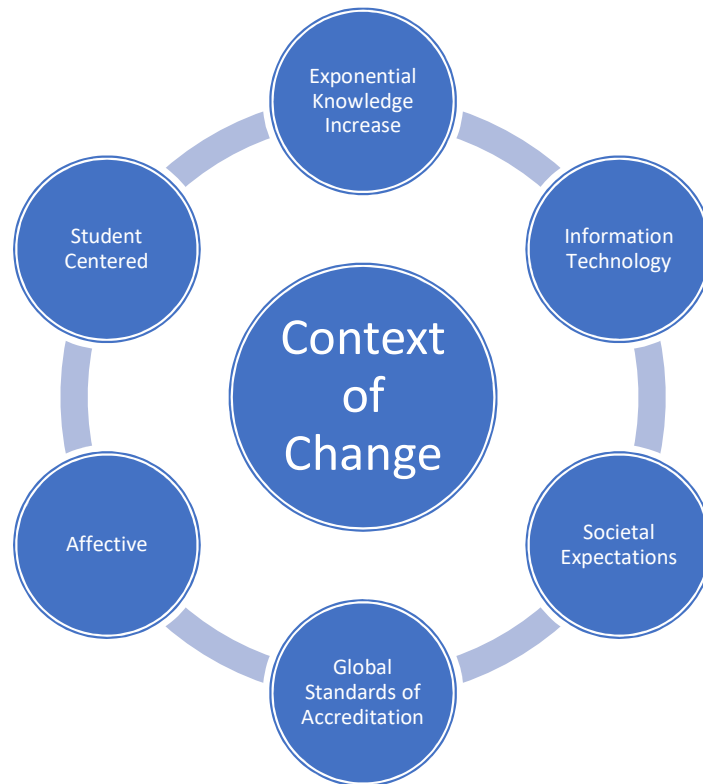 Exponential
Knowledge
Increase
Information
Technology
Societal
Expectations
Global
Standards of
Accreditation
Affective
Student
Centered
Context
of
Change